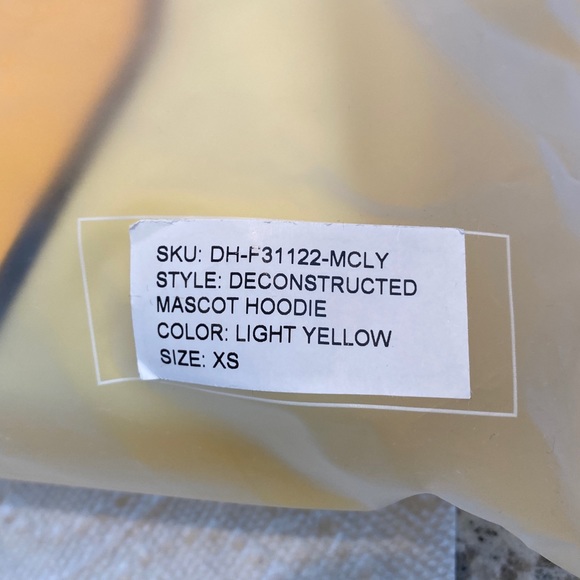 SKU: DH-F31122-MCLY
STYLE: DECONSTRUCTED
MASCOT HOODIE
COLOR: LIGHT YELLOW
SIZE: XS